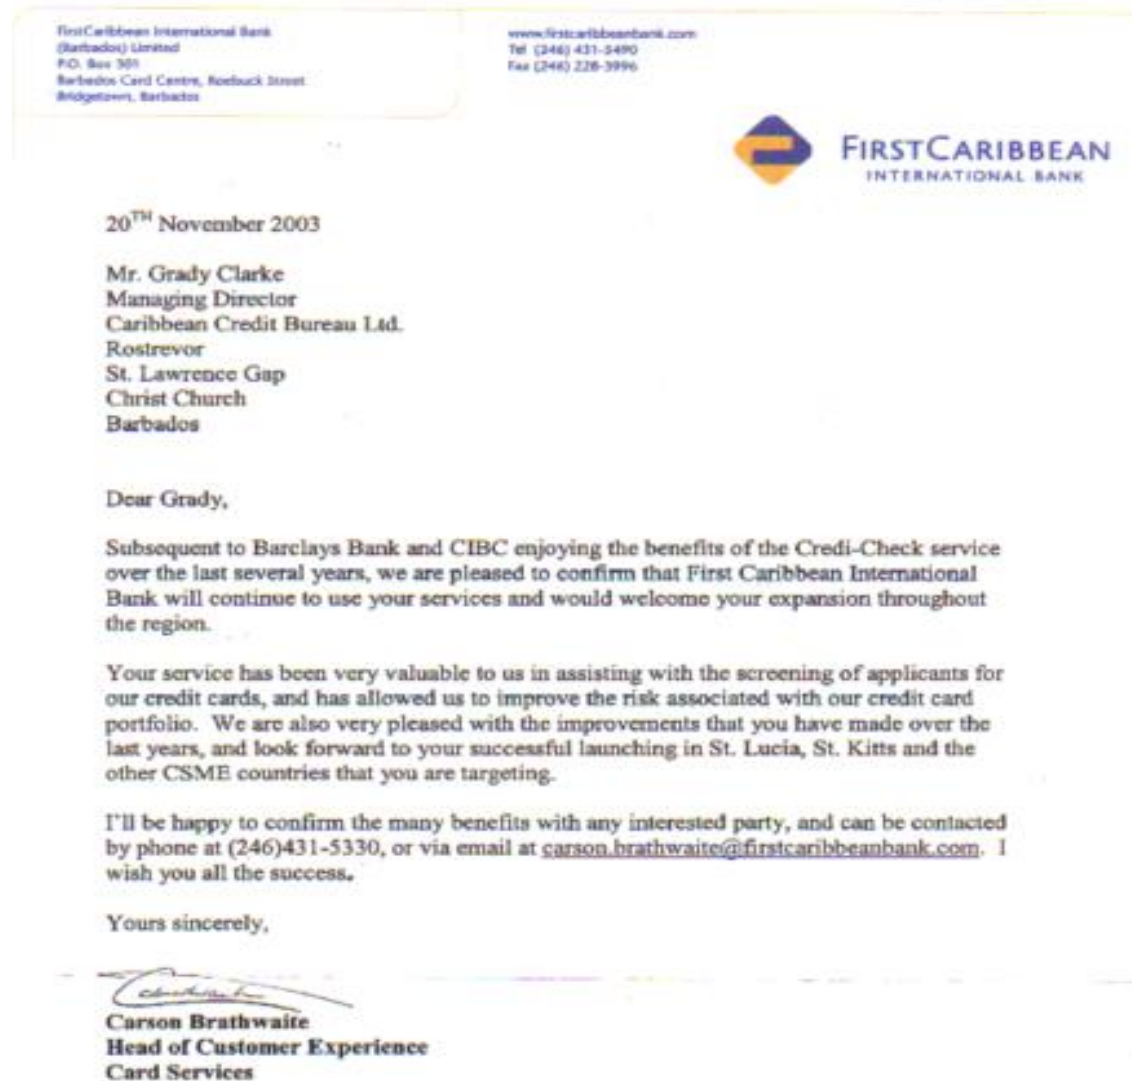 FirstCaribbean International Bank
(Barbados) Limited
P.O. Box 301
Barbados Card Centre, Roebuck Street
Bridgetown, Barbados
www.firstcaribbeanbank.com
Tel (246) 431-5490
Fax (246) 228-3996
FIRSTCARIBBEAN
INTERNATIONAL BANK
20TH November 2003
Mr. Grady Clarke
Managing Director
Caribbean Credit Bureau Ltd.
Rostrevor
St. Lawrence Gap
Christ Church
Barbados
Dear Grady,
Subsequent to Barclays Bank and CIBC enjoying the benefits of the Credi-Check service
over the last several years, we are pleased to confirm that First Caribbean International
Bank will continue to use your services and would welcome your expansion throughout
the region.
Your service has been very valuable to us in assisting with the screening of applicants for
our credit cards, and has allowed us to improve the risk associated with our credit card
portfolio. We are also very pleased with the improvements that you have made over the
last years, and look forward to your successful launching in St. Lucia, St. Kitts and the
other CSME countries that you are targeting.
I'll be happy to confirm the many benefits with any interested party, and can be contacted
by phone at (246)431-5330, or via email at carson.brathwaite@firstcaribbeanbank.com. I
wish you all the success.
Yours sincerely,
Carson Brathwaite
Head of Customer Experience
Card Services